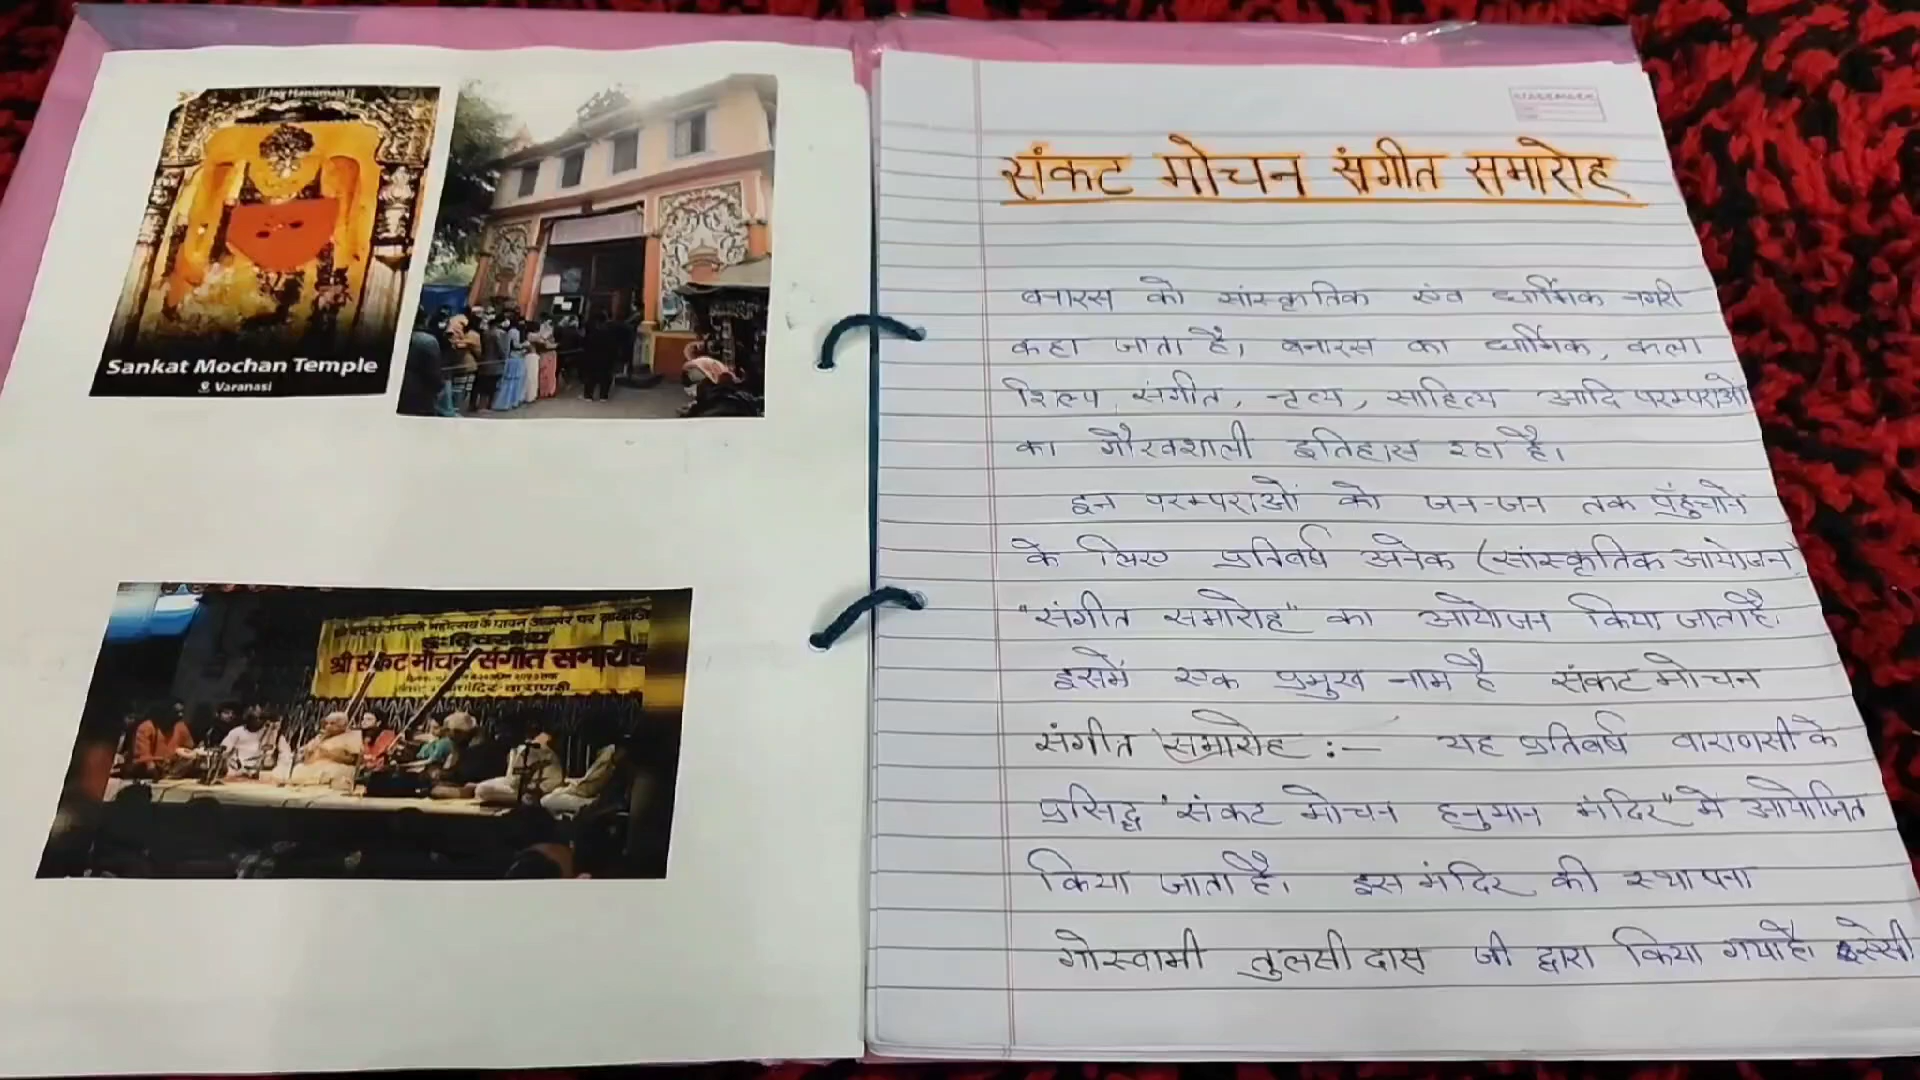 || Jay Hanuman ||
Sankat Mochan Temple
Varanasi
श्री संकट मोचन संगीत समारोह
संकट मोचन संगीत समारोह
बनारस को सांस्कृतिक एंव धार्मिक नगरी
कहा जाता है। बनारस का धार्मिक, कला
शिल्प, संगीत, नृत्य, साहित्य आदि परम्पराओं
का गौरवशाली इतिहास रहा है।
इन परम्पराओं को जन-जन तक पहुँचाने
के लिए प्रतिवर्ष अनेक (सांस्कृतिक आयोजन)
"संगीत समारोह" का आयोजन किया जाता है।
इसमें एक प्रमुख नाम है संकट मोचन
संगीत समारोह :— यह प्रतिवर्ष वाराणसी के
प्रसिद्ध "संकट मोचन हनुमान मंदिर" में आयोजित
किया जाता है। इस मंदिर की स्थापना
गोस्वामी तुलसी दास जी द्वारा किया गया है। ऐसी